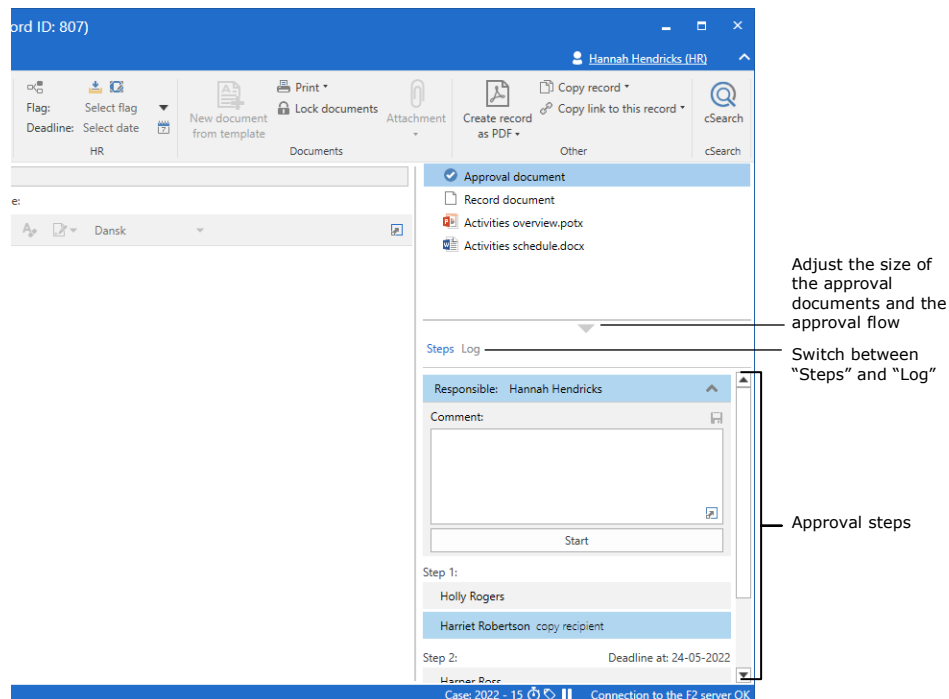 ord ID: 807)
Hannah Hendricks (HR)
Flag: Select flag
Deadline: Select date
HR
New document
from template
Print
Lock documents
Attachment
Documents
Create record
as PDF
Copy record
Copy link to this record
Other
cSearch
cSearch
e:
Dansk
Approval document
Record document
Activities overview.potx
Activities schedule.docx
Adjust the size of
the approval
documents and the
approval flow
Steps Log
Switch between
“Steps” and “Log”
Responsible: Hannah Hendricks
Comment:
Start
Approval steps
Step 1:
Holly Rogers
Harriet Robertson copy recipient
Step 2: Deadline at: 24-05-2022
Harper Ross
Case: 2022 - 15 Connection to the F2 server OK